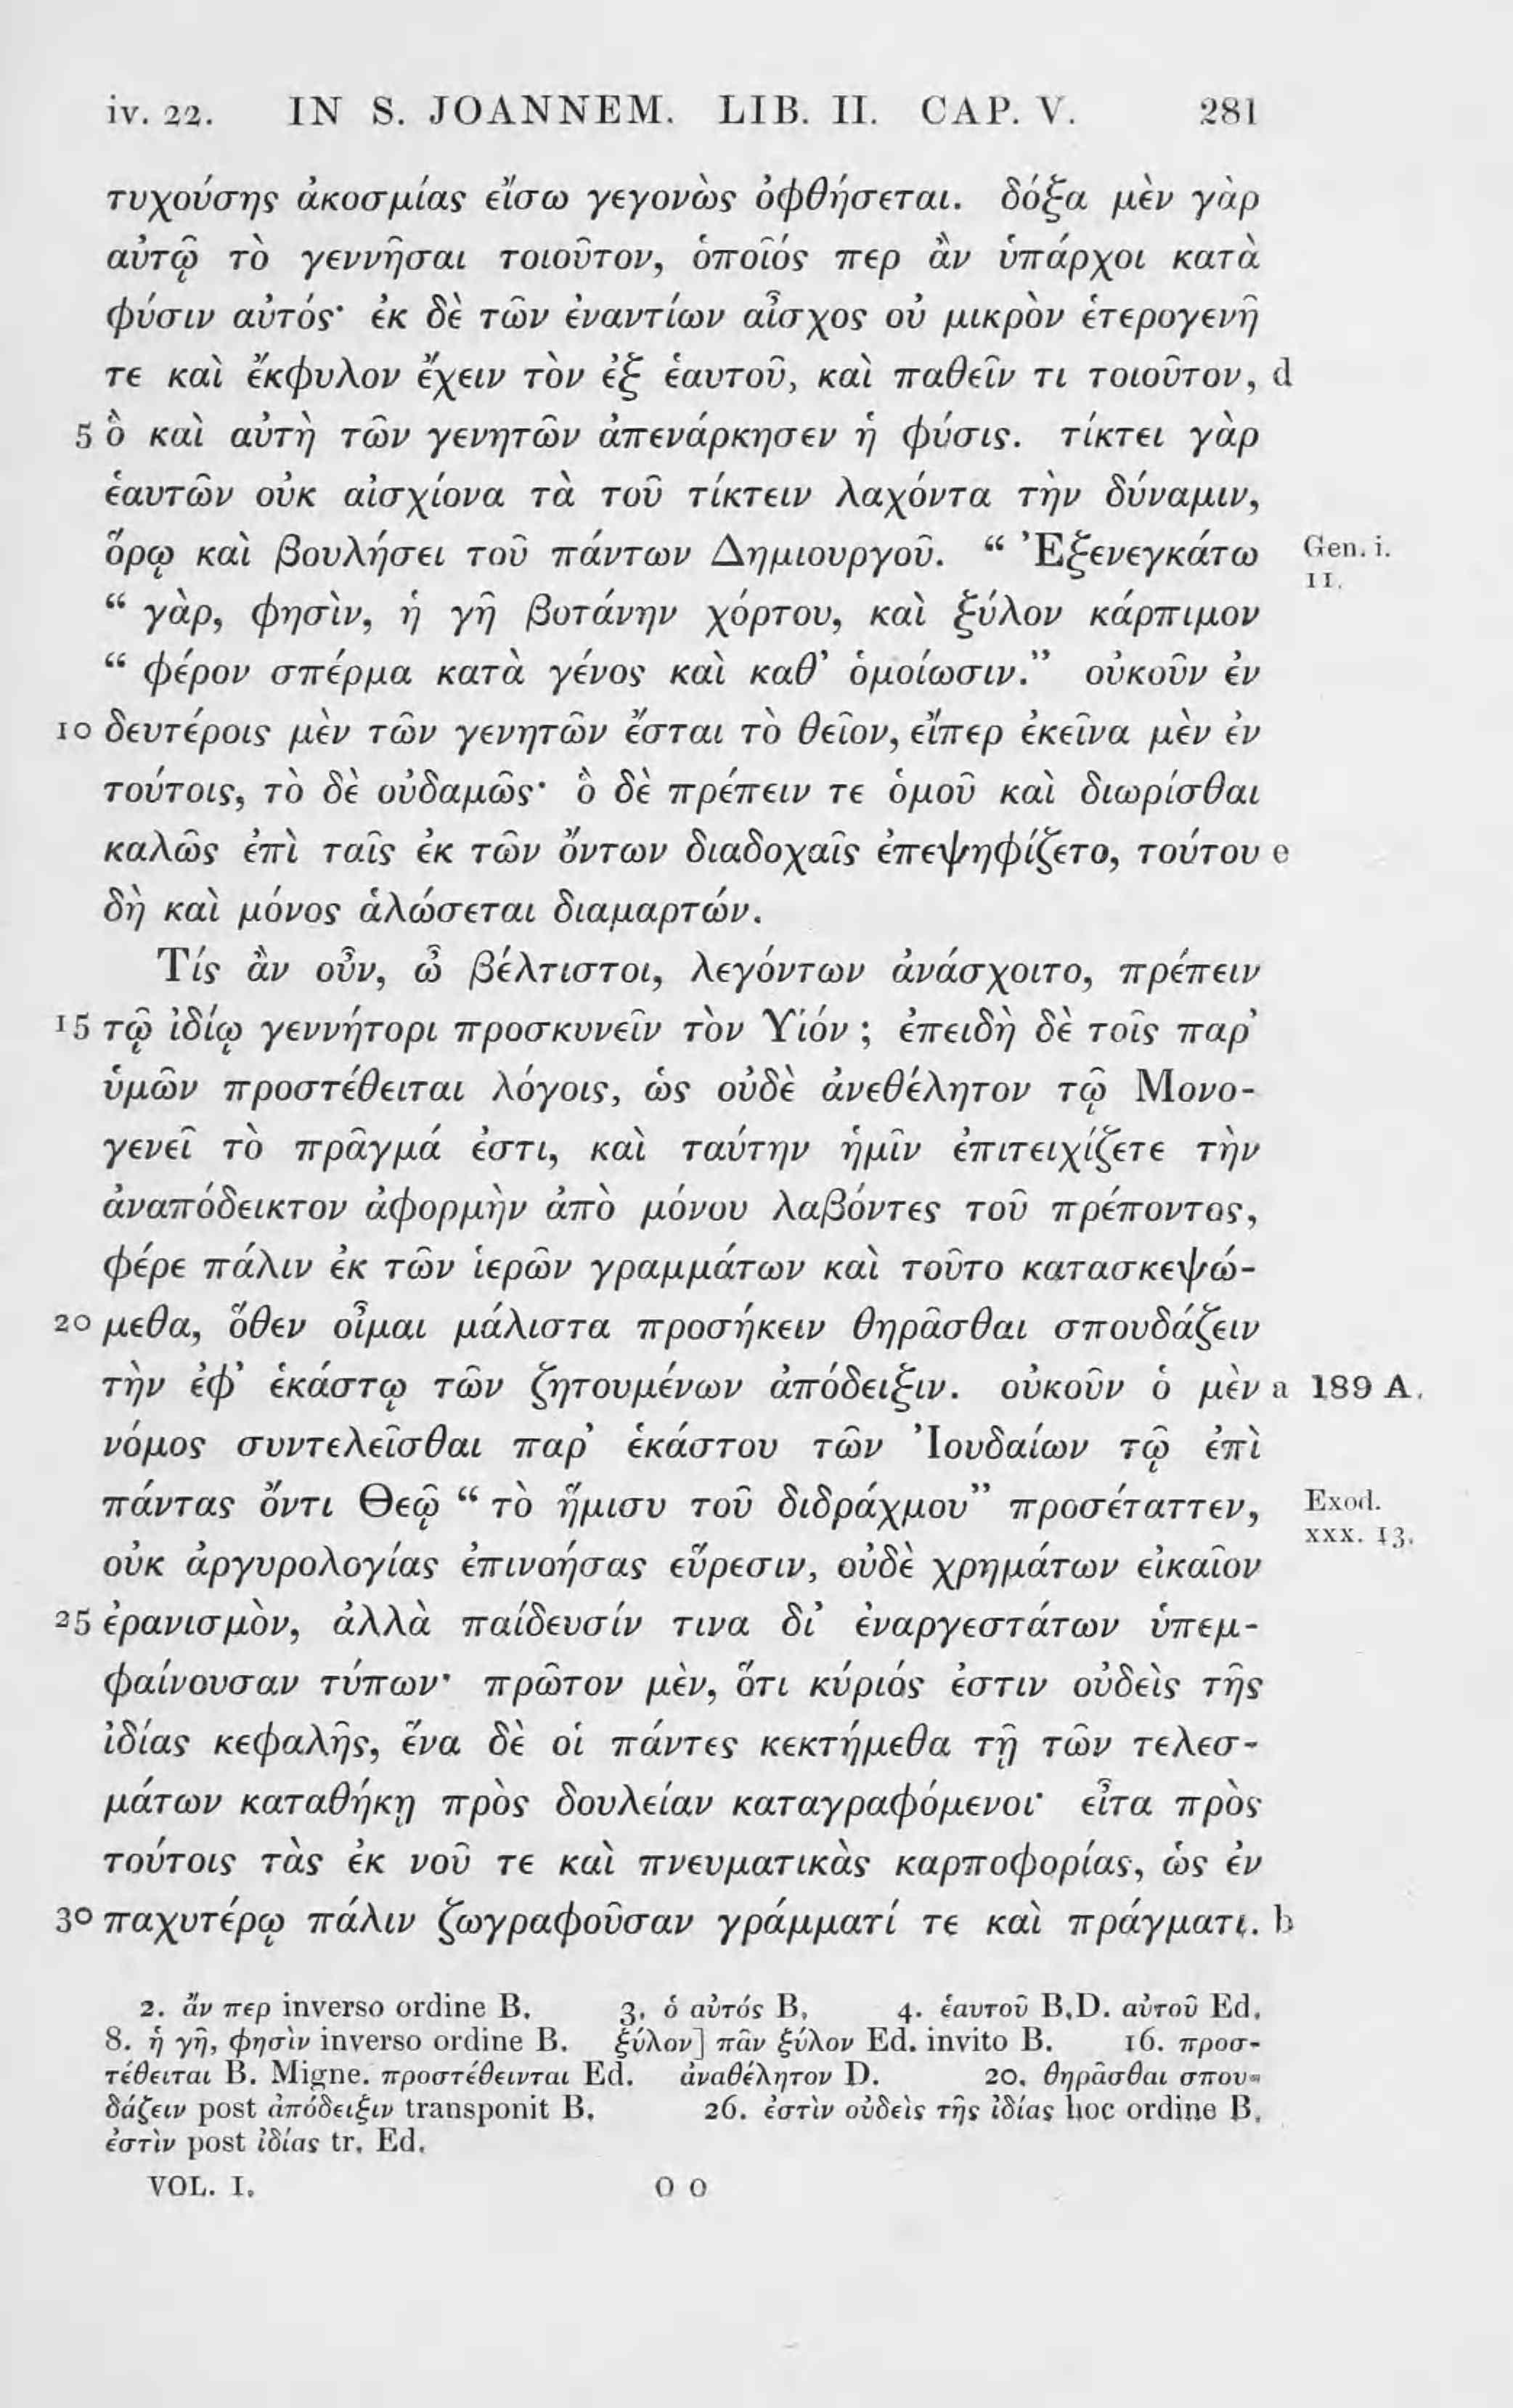 iv. 22. IN S. JOANNEM. LIB. II. CAP. V. 281
τυχούσης ἀκοσμίας εἴσω γεγονὼς ὀφθήσεται. δόξα μὲν γὰρ
αὐτῷ τὸ γεννῆσαι τοιοῦτον, ὁποῖός περ ἂν ὑπάρχοι κατὰ
φύσιν αὐτός· ἐκ δὲ τῶν ἐναντίων αἶσχος οὐ μικρὸν ἑτερογενῆ
τε καὶ ἔκφυλον ἔχειν τὸν ἐξ ἑαυτοῦ, καὶ παθεῖν τι τοιοῦτον, d
5 ὃ καὶ αὐτὴ τῶν γενητῶν ἀπενάρκησεν ἡ φύσις. τίκτει γὰρ
ἑαυτῶν οὐκ αἰσχίονα τὰ τοῦ τίκτειν λαχόντα τὴν δύναμιν,
ὅρῳ καὶ βουλήσει τοῦ πάντων Δημιουργοῦ. “ Ἐξενεγκάτω Gen. i.
11.
“ γὰρ, φησὶν, ἡ γῆ βοτάνην χόρτου, καὶ ξύλον κάρπιμον
“ φέρον σπέρμα κατὰ γένος καὶ καθ’ ὁμοίωσιν.” οὐκοῦν ἐν
10 δευτέροις μὲν τῶν γενητῶν ἔσται τὸ θεῖον, εἴπερ ἐκεῖνα μὲν ἐν
τούτοις, τὸ δὲ οὐδαμῶς· ὃ δὲ πρέπειν τε ὁμοῦ καὶ διωρίσθαι
καλῶς ἐπὶ ταῖς ἐκ τῶν ὄντων διαδοχαῖς ἐπεψηφίζετο, τούτου e
δὴ καὶ μόνος ἁλώσεται διαμαρτών.
Τίς ἂν οὖν, ὦ βέλτιστοι, λεγόντων ἀνάσχοιτο, πρέπειν
15 τῷ ἰδίῳ γεννήτορι προσκυνεῖν τὸν Υἱόν ; ἐπειδὴ δὲ τοῖς παρ’
ὑμῶν προστέθειται λόγοις, ὡς οὐδὲ ἀνεθέλητον τῷ Μονο-
γενεῖ τὸ πρᾶγμά ἐστι, καὶ ταύτην ἡμῖν ἐπιτειχίζετε τὴν
ἀναπόδεικτον ἀφορμὴν ἀπὸ μόνου λαβόντες τοῦ πρέποντος,
φέρε πάλιν ἐκ τῶν ἱερῶν γραμμάτων καὶ τοῦτο κατασκεψώ-
20 μεθα, ὅθεν οἶμαι μάλιστα προσήκειν θηρᾶσθαι σπουδάζειν
τὴν ἐφ’ ἑκάστῳ τῶν ζητουμένων ἀπόδειξιν. οὐκοῦν ὁ μὲν a 189 A.
νόμος συντελεῖσθαι παρ’ ἑκάστου τῶν Ἰουδαίων τῷ ἐπὶ
πάντας ὄντι Θεῷ “ τὸ ἥμισυ τοῦ διδράχμου” προσέταττεν, Exod.
xxx. 13.
οὐκ ἀργυρολογίας ἐπινοήσας εὕρεσιν, οὐδὲ χρημάτων εἰκαῖον
25 ἐρανισμὸν, ἀλλὰ παίδευσίν τινα δι’ ἐναργεστάτων ὑπεμ-
φαίνουσαν τύπων· πρῶτον μὲν, ὅτι κύριός ἐστιν οὐδεὶς τῆς
ἰδίας κεφαλῆς, ἕνα δὲ οἱ πάντες κεκτήμεθα τῇ τῶν τελεσ-
μάτων καταθήκῃ πρὸς δουλείαν καταγραφόμενοι· εἶτα πρὸς
τούτοις τὰς ἐκ νοῦ τε καὶ πνευματικὰς καρποφορίας, ὡς ἐν
30 παχυτέρῳ πάλιν ζωγραφοῦσαν γράμματί τε καὶ πράγματι. b
2. ἄν περ inverso ordine B. 3. ὁ αὐτός B. 4. ἑαυτοῦ B.D. αὐτοῦ Ed.
8. ἡ γῆ, φησὶν inverso ordine B. ξύλον] πᾶν ξύλον Ed. invito B. 16. προσ-
τέθειται B. Migne. προστέθεινται Ed. ἀναθέλητον D. 20. θηρᾶσθαι σπου-
δάζειν post ἀπόδειξιν transponit B. 26. ἐστὶν οὐδεὶς τῆς ἰδίας hoc ordine B.
ἐστὶν post ἰδίας tr. Ed.
VOL. I. O O